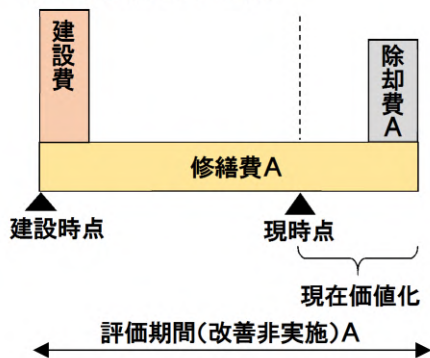 建設費
除却費A
修繕費A
建設時点
現時点
現在価値化
評価期間(改善非実施)A